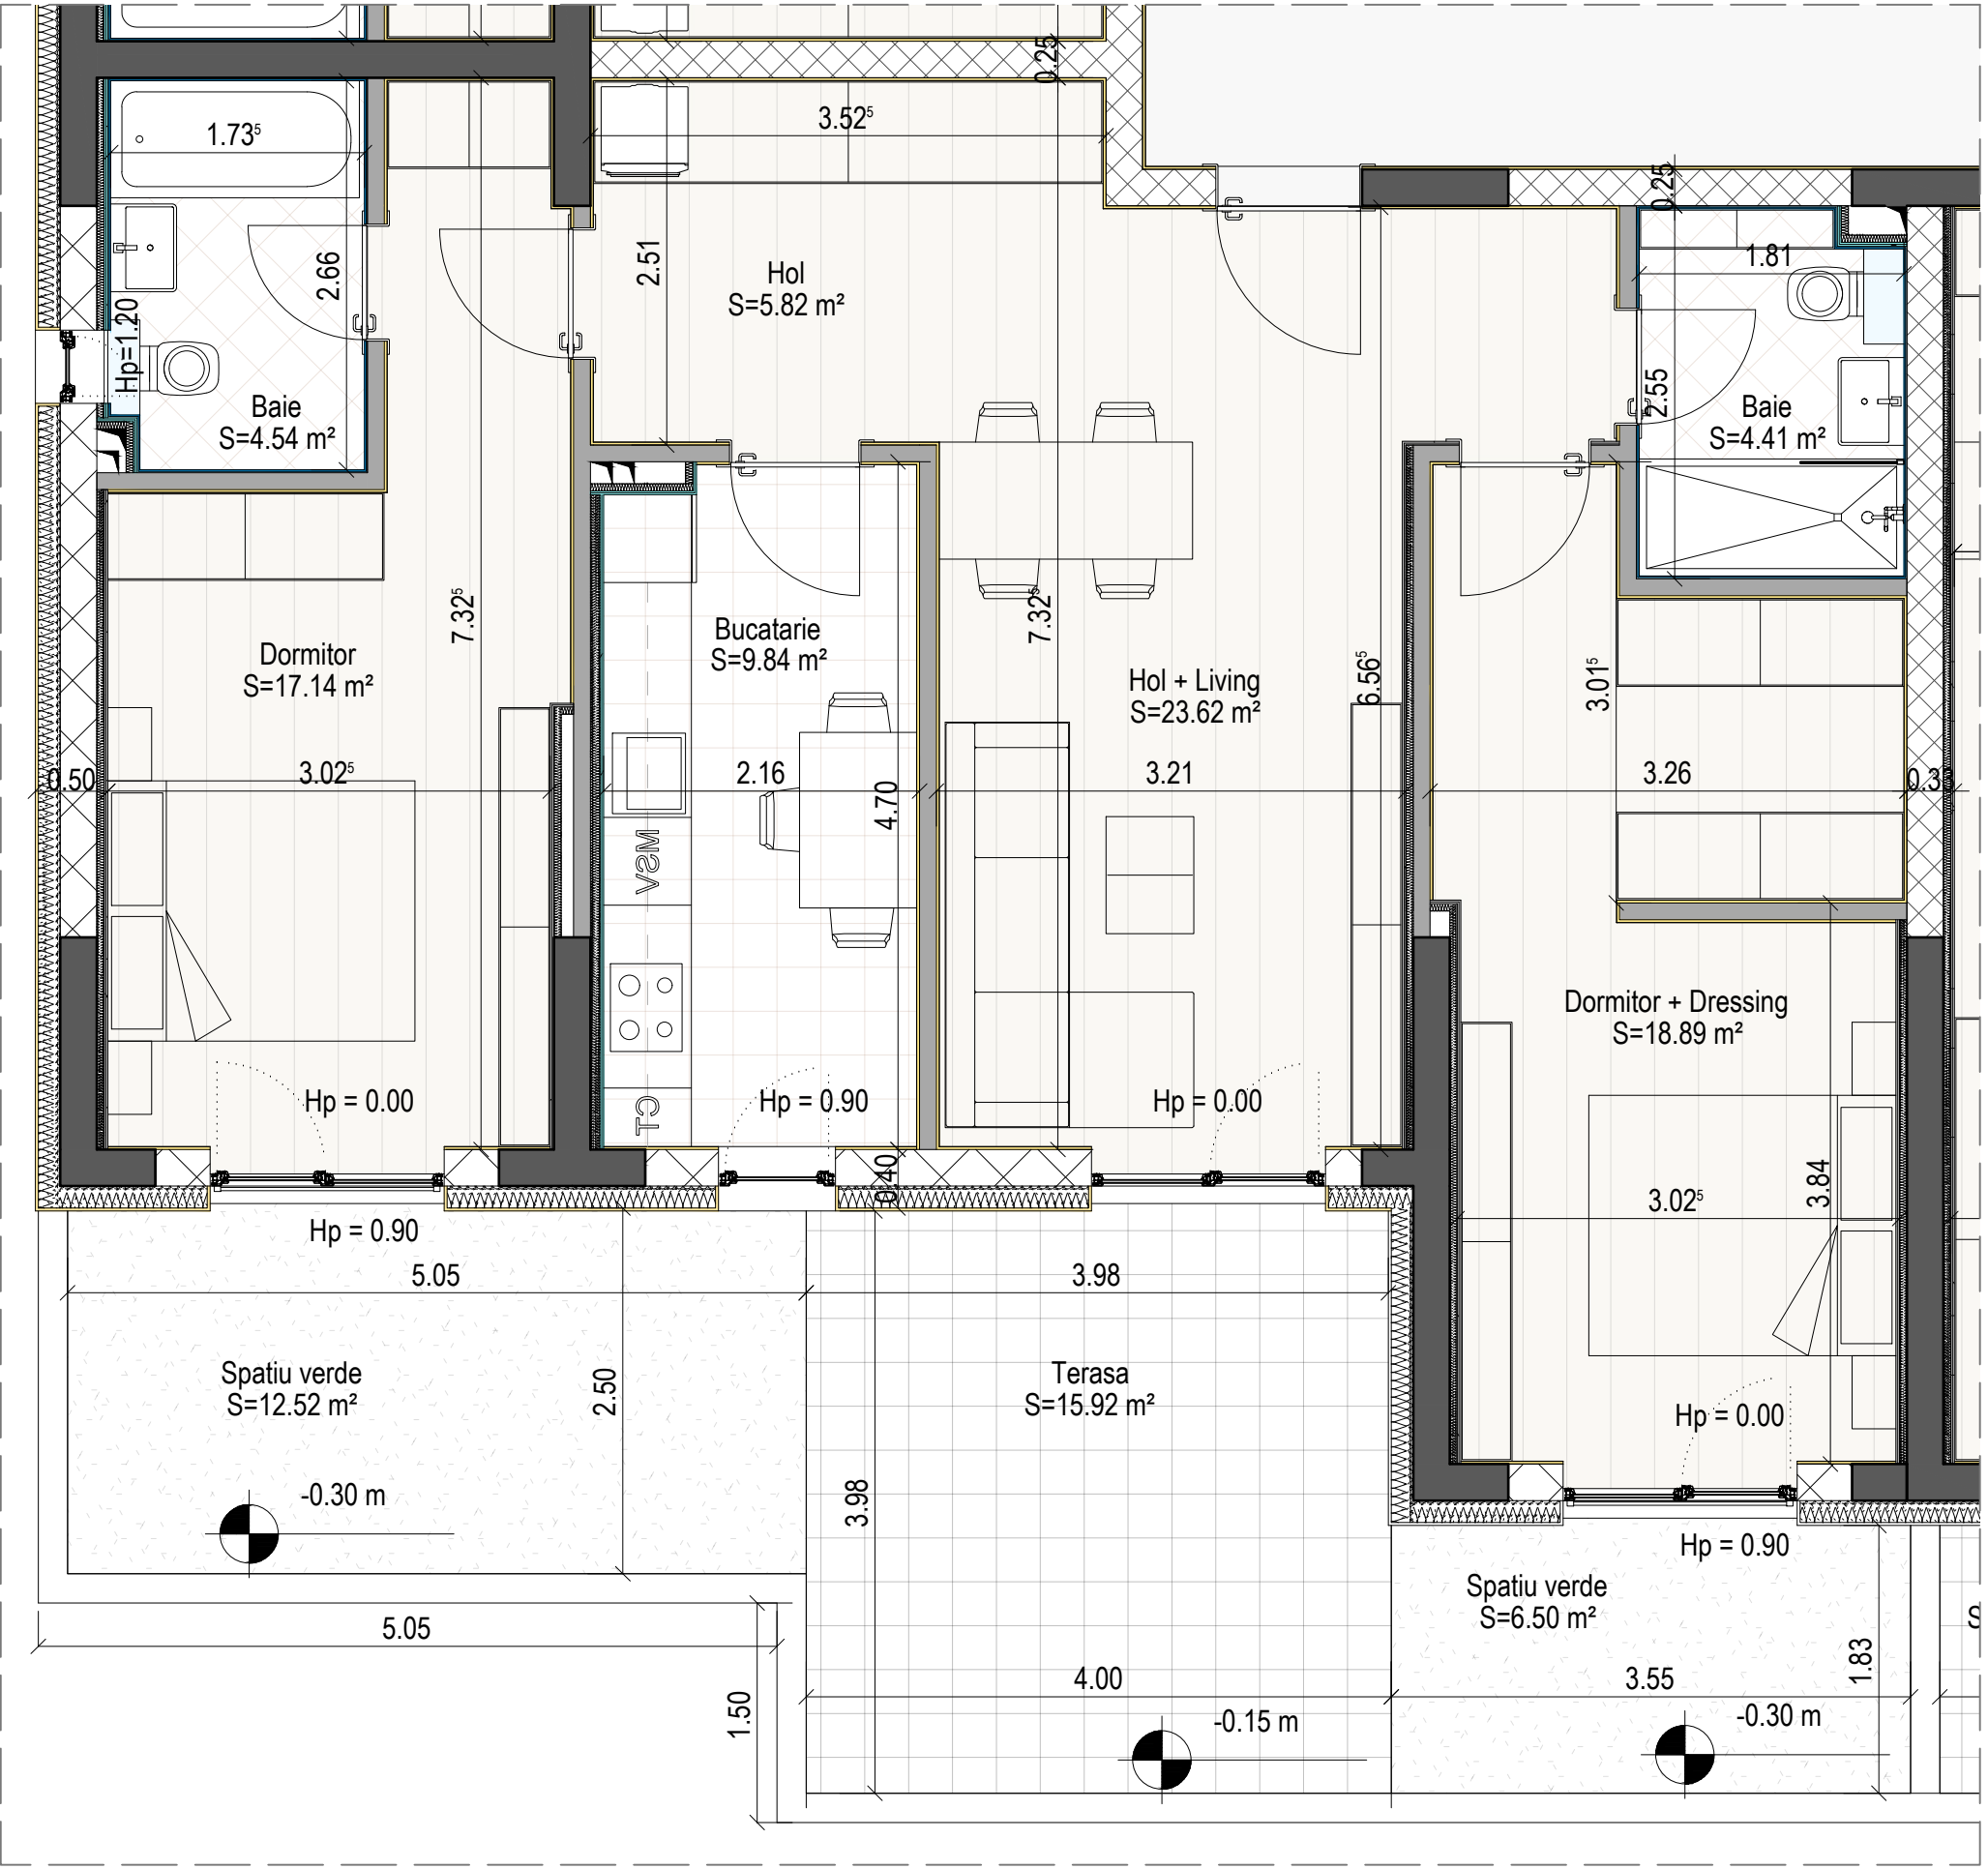 0.25
1.73⁵
3.52⁵
0.25
2.66
2.51
Hol
S=5.82 m²
1.81
Hp=1.20
Baie
S=4.54 m²
2.55
Baie
S=4.41 m²
7.32⁵
Bucatarie
S=9.84 m²
7.32⁵
Dormitor
S=17.14 m²
Hol + Living
S=23.62 m²
6.56⁵
3.01⁵
0.50
3.02⁵
2.16
4.70
3.21
3.26
0.33
MSV
Dormitor + Dressing
S=18.89 m²
Hp = 0.00
CT
Hp = 0.90
Hp = 0.00
0.40
3.84
3.02⁵
Hp = 0.90
5.05
3.98
Spatiu verde
S=12.52 m²
2.50
Terasa
S=15.92 m²
Hp = 0.00
-0.30 m
3.98
Hp = 0.90
Spatiu verde
S=6.50 m²
S
5.05
1.83
4.00
3.55
1.50
-0.15 m
-0.30 m